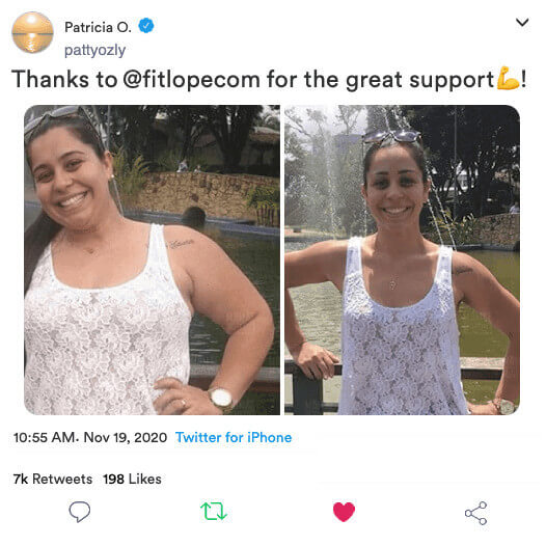 Patricia O.
pattyozly
Thanks to @fitlopecom for the great support💪!
10:55 AM. Nov 19, 2020 Twitter for iPhone
7k Retweets 198 Likes